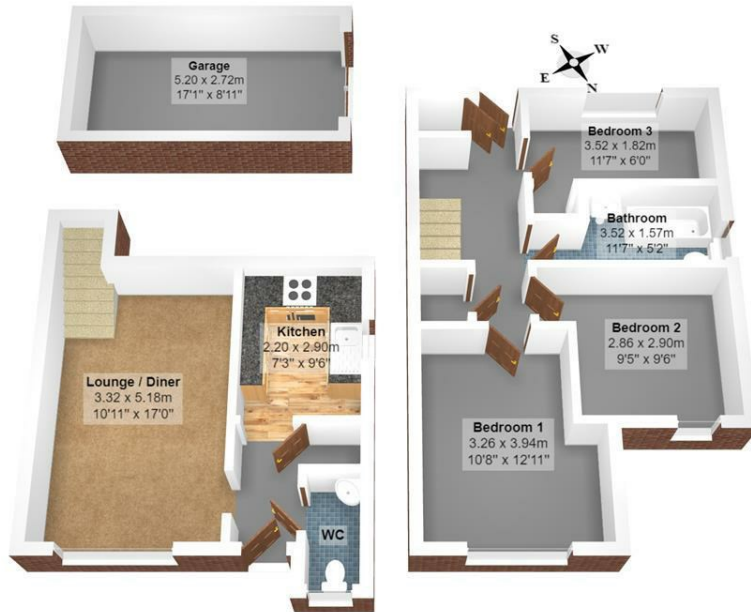 Garage
5.20 x 2.72m
17'1" x 8'11"
S
W
E
N
Bedroom 3
3.52 x 1.82m
11'7" x 6'0"
Bathroom
3.52 x 1.57m
11'7" x 5'2"
Kitchen
2.20 x 2.90m
7'3" x 9'6"
Bedroom 2
2.86 x 2.90m
9'5" x 9'6"
Lounge / Diner
3.32 x 5.18m
10'11" x 17'0"
Bedroom 1
3.26 x 3.94m
10'8" x 12'11"
WC